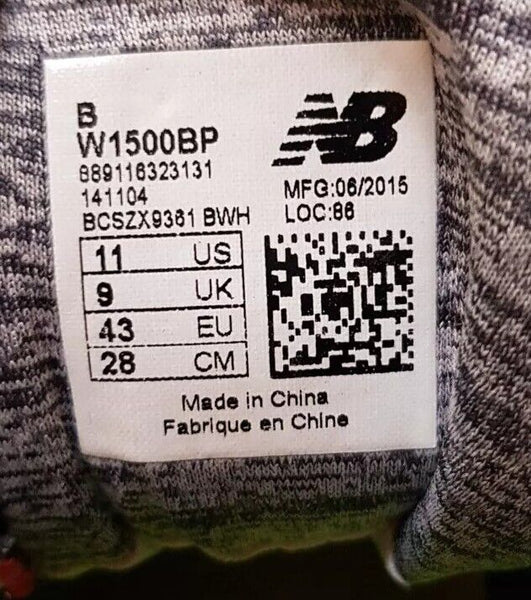 B
W1500BP
889116323131
141104
BCSZX9361 BWH
NB
MFG:06/2015
LOC:86
11 US
9 UK
43 EU
28 CM
Made in China
Fabrique en Chine